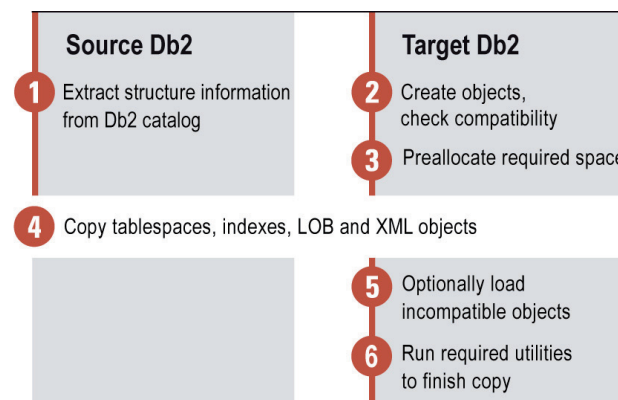 Source Db2
1 Extract structure information
from Db2 catalog
Target Db2
2 Create objects,
check compatibility
3 Preallocate required space
4 Copy tablespaces, indexes, LOB and XML objects
5 Optionally load
incompatible objects
6 Run required utilities
to finish copy